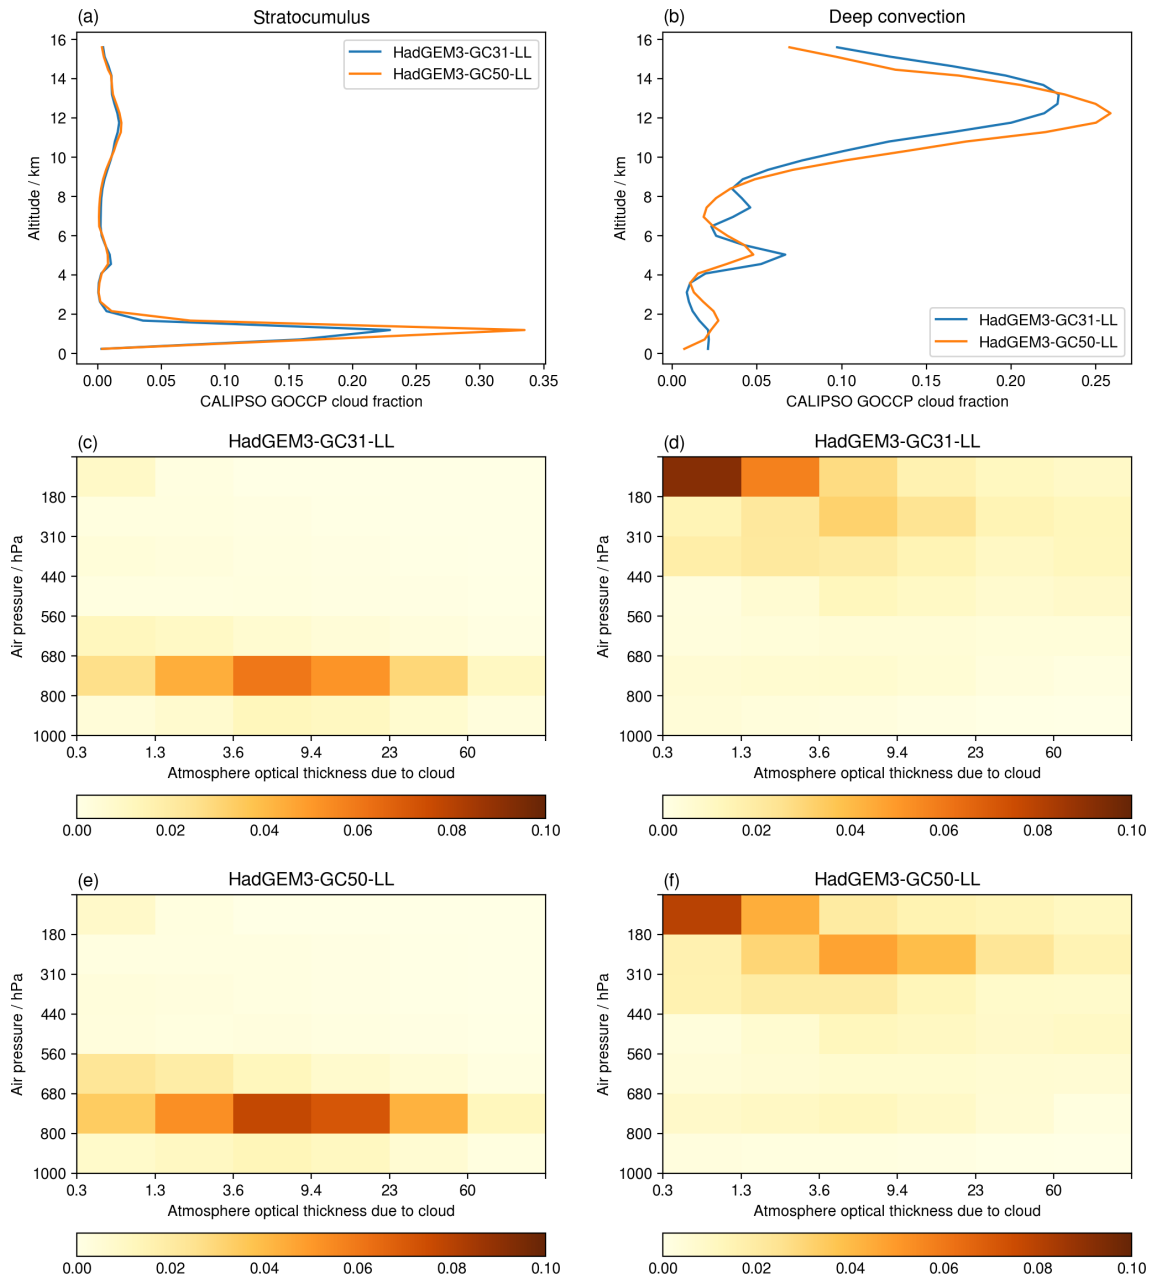 (a) Stratocumulus
16
14
12
10
8
6
4
2
0
Altitude / km
HadGEM3-GC31-LL
HadGEM3-GC50-LL
0.00 0.05 0.10 0.15 0.20 0.25 0.30 0.35
CALIPSO GOCCP cloud fraction
(b) Deep convection
16
14
12
10
8
6
4
2
0
Altitude / km
HadGEM3-GC31-LL
HadGEM3-GC50-LL
0.00 0.05 0.10 0.15 0.20 0.25
CALIPSO GOCCP cloud fraction
(c) HadGEM3-GC31-LL
180
310
440
560
680
800
1000
Air pressure / hPa
0.3 1.3 3.6 9.4 23 60
Atmosphere optical thickness due to cloud
0.00 0.02 0.04 0.06 0.08 0.10
(d) HadGEM3-GC31-LL
180
310
440
560
680
800
1000
Air pressure / hPa
0.3 1.3 3.6 9.4 23 60
Atmosphere optical thickness due to cloud
0.00 0.02 0.04 0.06 0.08 0.10
(e) HadGEM3-GC50-LL
180
310
440
560
680
800
1000
Air pressure / hPa
0.3 1.3 3.6 9.4 23 60
Atmosphere optical thickness due to cloud
0.00 0.02 0.04 0.06 0.08 0.10
(f) HadGEM3-GC50-LL
180
310
440
560
680
800
1000
Air pressure / hPa
0.3 1.3 3.6 9.4 23 60
Atmosphere optical thickness due to cloud
0.00 0.02 0.04 0.06 0.08 0.10